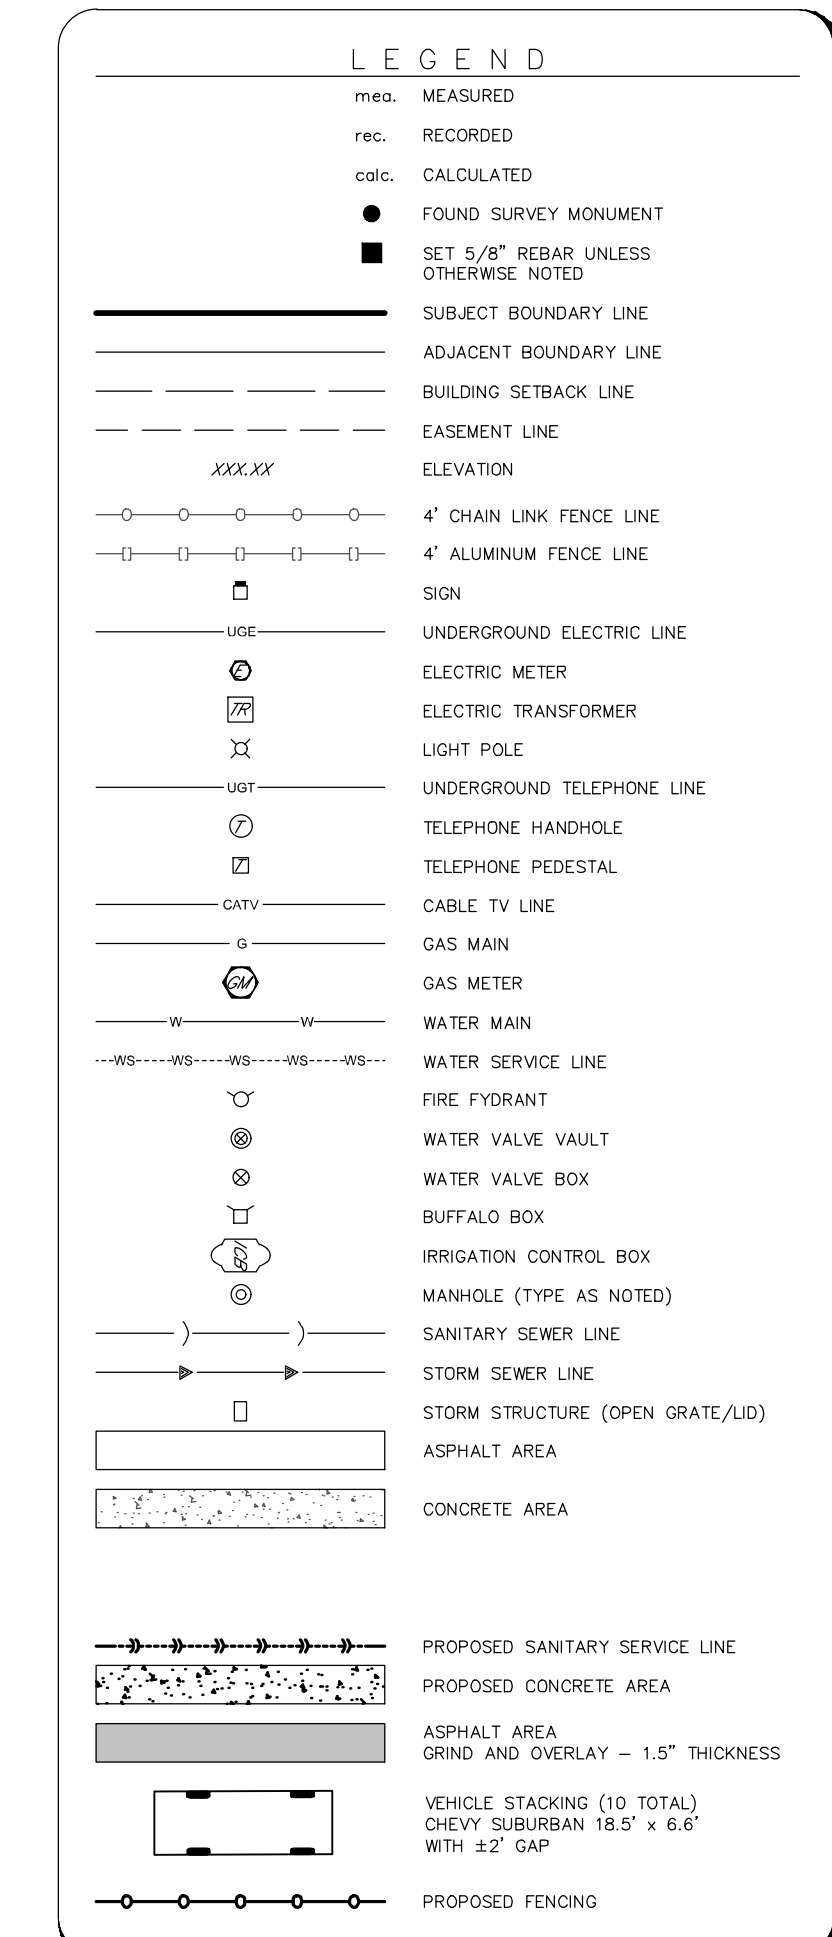 LEGEND
mea. MEASURED
rec. RECORDED
calc. CALCULATED
FOUND SURVEY MONUMENT
SET 5/8" REBAR UNLESS
OTHERWISE NOTED
SUBJECT BOUNDARY LINE
ADJACENT BOUNDARY LINE
BUILDING SETBACK LINE
EASEMENT LINE
XXX.XX ELEVATION
4' CHAIN LINK FENCE LINE
4' ALUMINUM FENCE LINE
SIGN
UGE UNDERGROUND ELECTRIC LINE
E ELECTRIC METER
TR ELECTRIC TRANSFORMER
LIGHT POLE
UGT UNDERGROUND TELEPHONE LINE
T TELEPHONE HANDHOLE
T TELEPHONE PEDESTAL
CATV CABLE TV LINE
G GAS MAIN
GM GAS METER
W W WATER MAIN
WS WS WS WS WS WATER SERVICE LINE
FIRE FYDRANT
WATER VALVE VAULT
WATER VALVE BOX
BUFFALO BOX
ICB IRRIGATION CONTROL BOX
MANHOLE (TYPE AS NOTED)
SANITARY SEWER LINE
STORM SEWER LINE
STORM STRUCTURE (OPEN GRATE/LID)
ASPHALT AREA
CONCRETE AREA
PROPOSED SANITARY SERVICE LINE
PROPOSED CONCRETE AREA
ASPHALT AREA
GRIND AND OVERLAY – 1.5" THICKNESS
VEHICLE STACKING (10 TOTAL)
CHEVY SUBURBAN 18.5' x 6.6'
WITH ±2' GAP
PROPOSED FENCING